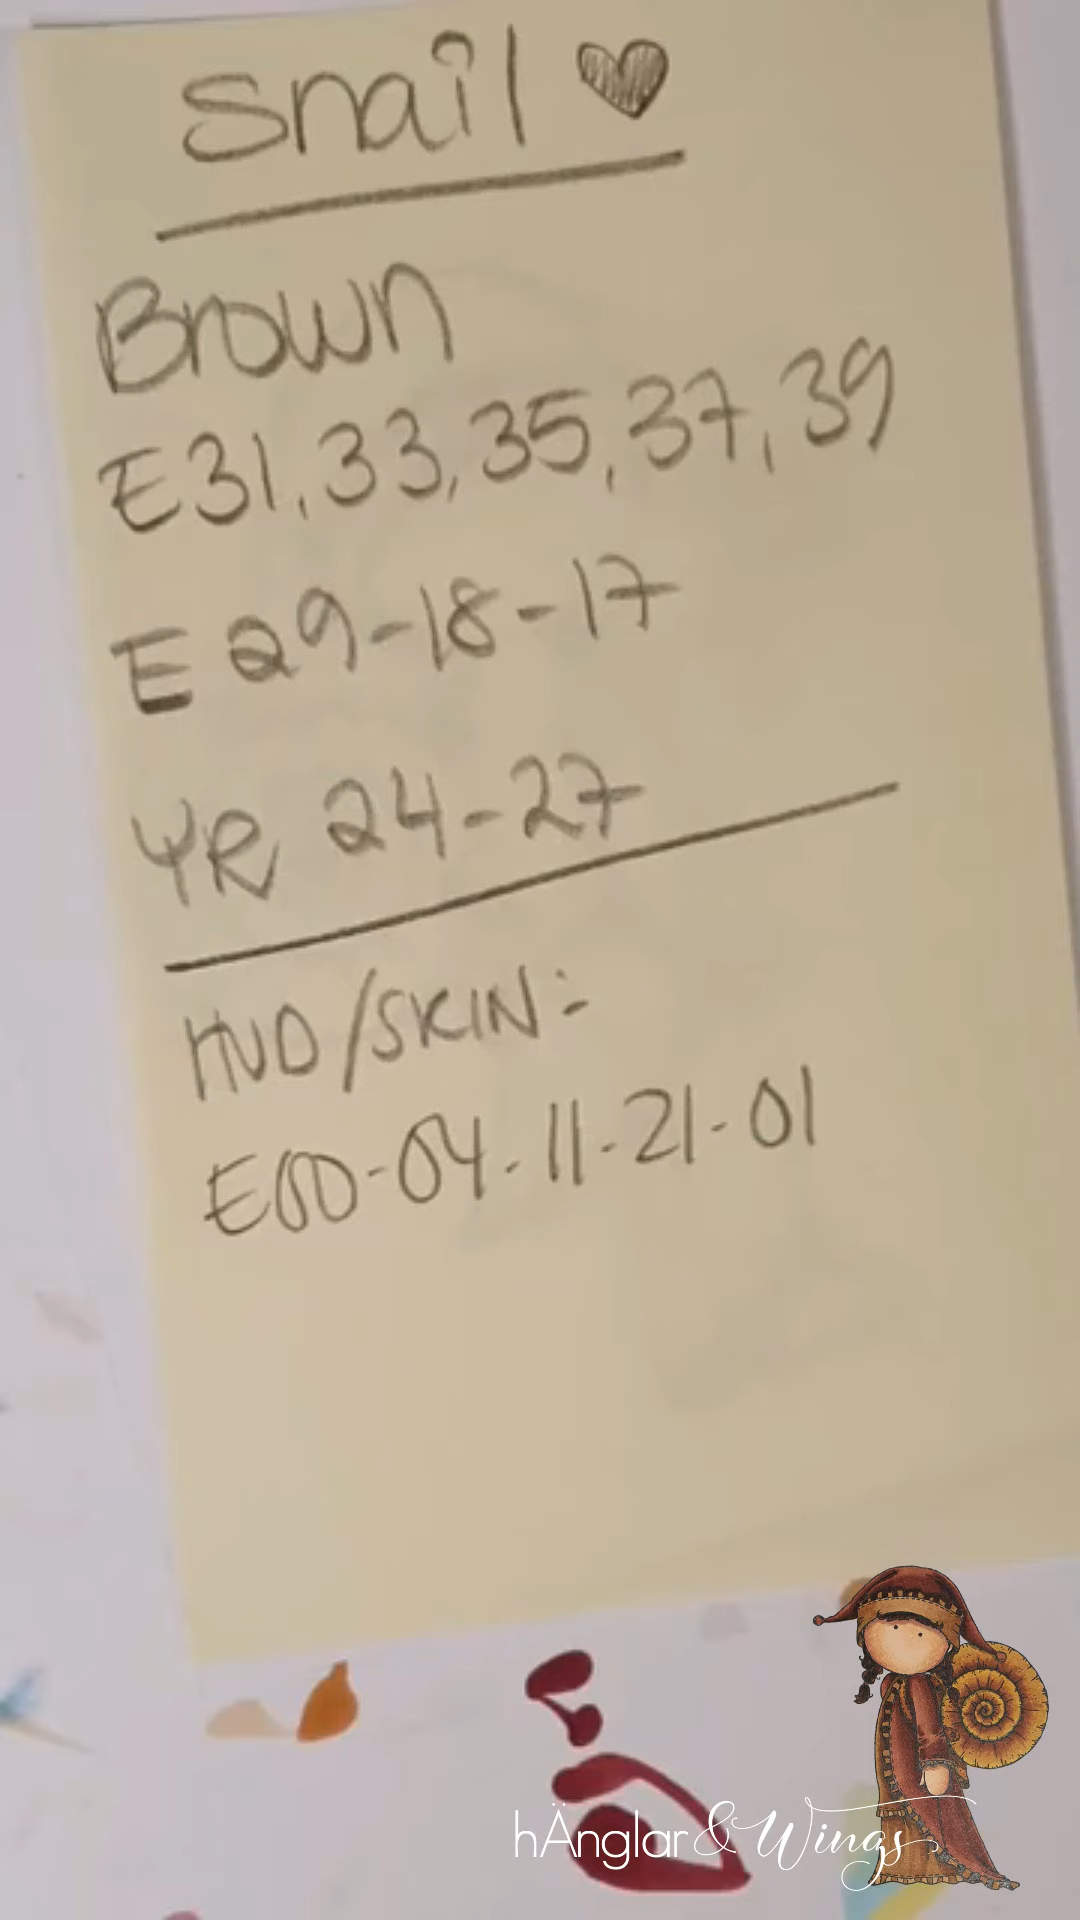 Snail ♥
Brown
E31, 33, 35, 37, 39
E 29-18-17
YR 24-27
HUD/SKIN:
E00-04-11-21-01
hÄnglar & Wings